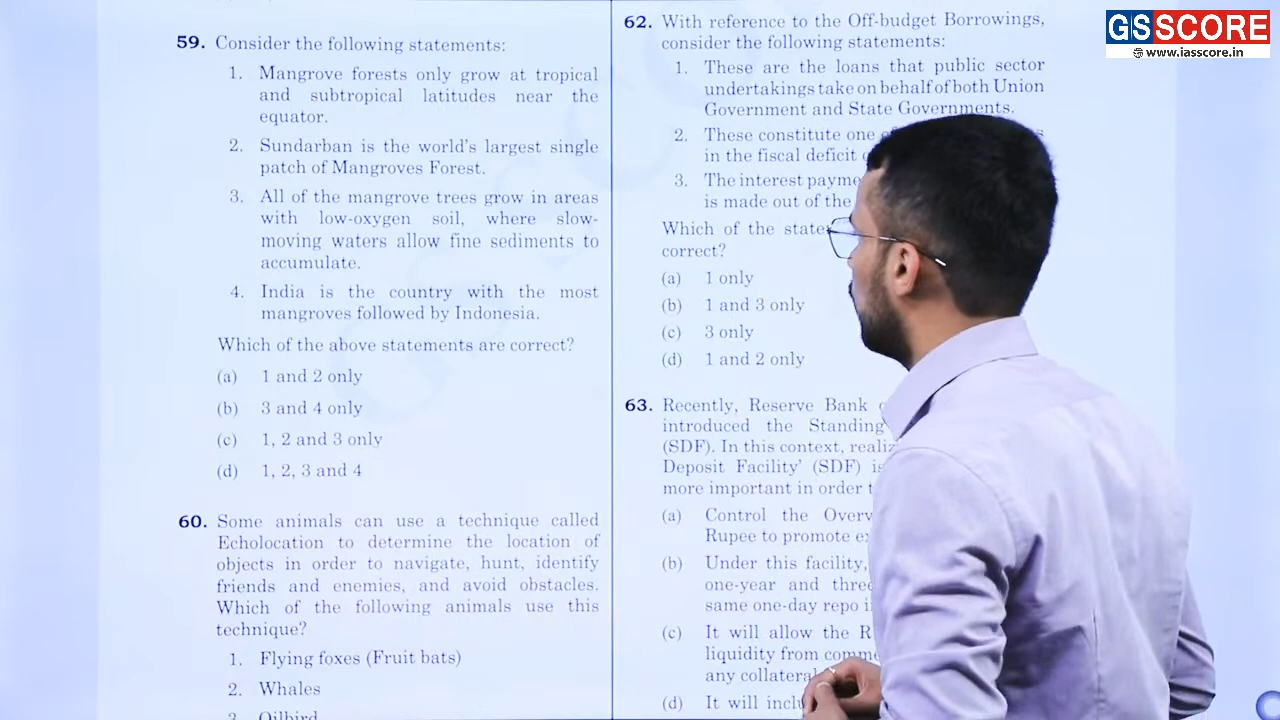 59. Consider the following statements:
1. Mangrove forests only grow at tropical
and subtropical latitudes near the
equator.
2. Sundarban is the world's largest single
patch of Mangroves Forest.
3. All of the mangrove trees grow in areas
with low-oxygen soil, where slow-
moving waters allow fine sediments to
accumulate.
4. India is the country with the most
mangroves followed by Indonesia.
Which of the above statements are correct?
(a) 1 and 2 only
(b) 3 and 4 only
(c) 1, 2 and 3 only
(d) 1, 2, 3 and 4
60. Some animals can use a technique called
Echolocation to determine the location of
objects in order to navigate, hunt, identify
friends and enemies, and avoid obstacles.
Which of the following animals use this
technique?
1. Flying foxes (Fruit bats)
2. Whales
3. Oilbird
62. With reference to the Off-budget Borrowings,
consider the following statements:
1. These are the loans that public sector
undertakings take on behalf of both Union
Government and State Governments.
2. These constitute one
in the fiscal deficit
3. The interest
is made out of the
Which of the
correct?
(a) 1 only
(b) 1 and 3 only
(c) 3 only
(d) 1 and 2 only
63. Recently, Reserve Bank
introduced the Standing
(SDF). In this context,
Deposit Facility' (SDF)
more important in order
(a) Control the
Rupee to promote
(b) Under this facility,
one-year and
same one-day repo
(c) It will allow the
liquidity from
any
(d) It will
GSSCORE
www.iasscore.in